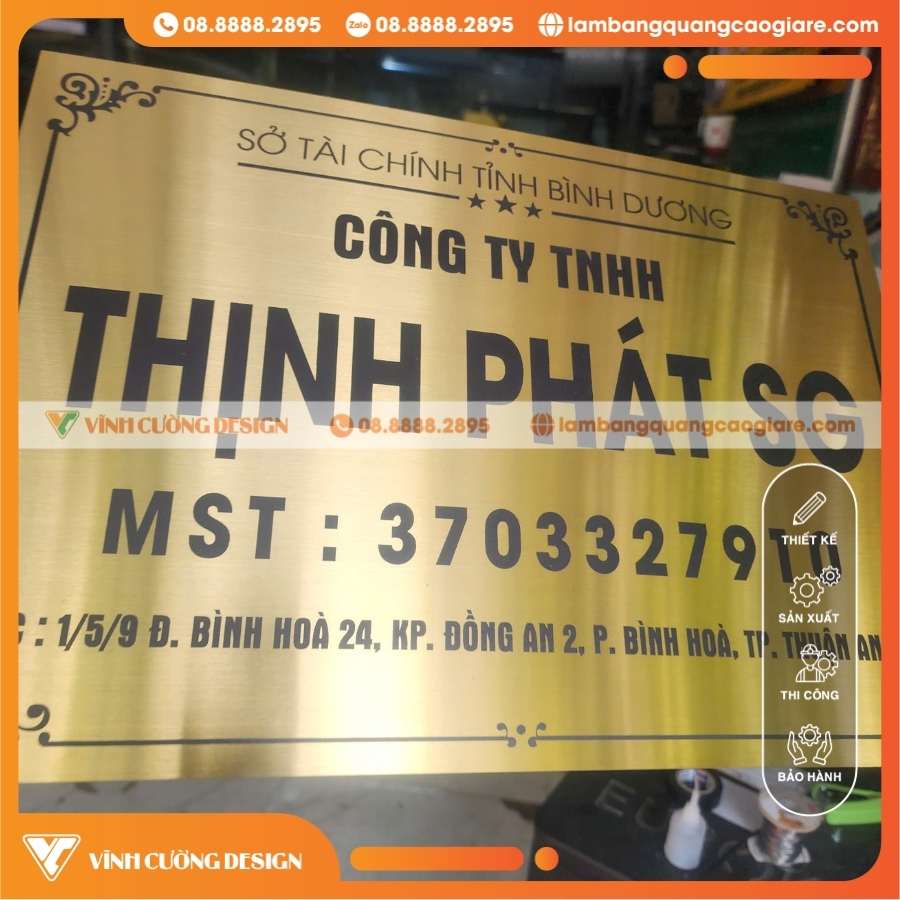 08.8888.2895 Zalo 08.8888.2895 lambangquangcaogiare.com
SỞ TÀI CHÍNH TỈNH BÌNH DƯƠNG
CÔNG TY TNHH
THỊNH PHÁT SG
VĨNH CƯỜNG DESIGN 08.8888.2895 lambangquangcaogiare.com
MST : 3703327910
: 1/5/9 Đ. BÌNH HOÀ 24, KP. ĐỒNG AN 2, P. BÌNH HOÀ, TP. THUẬN AN
THIẾT KẾ
SẢN XUẤT
THI CÔNG
BẢO HÀNH
VĨNH CƯỜNG DESIGN